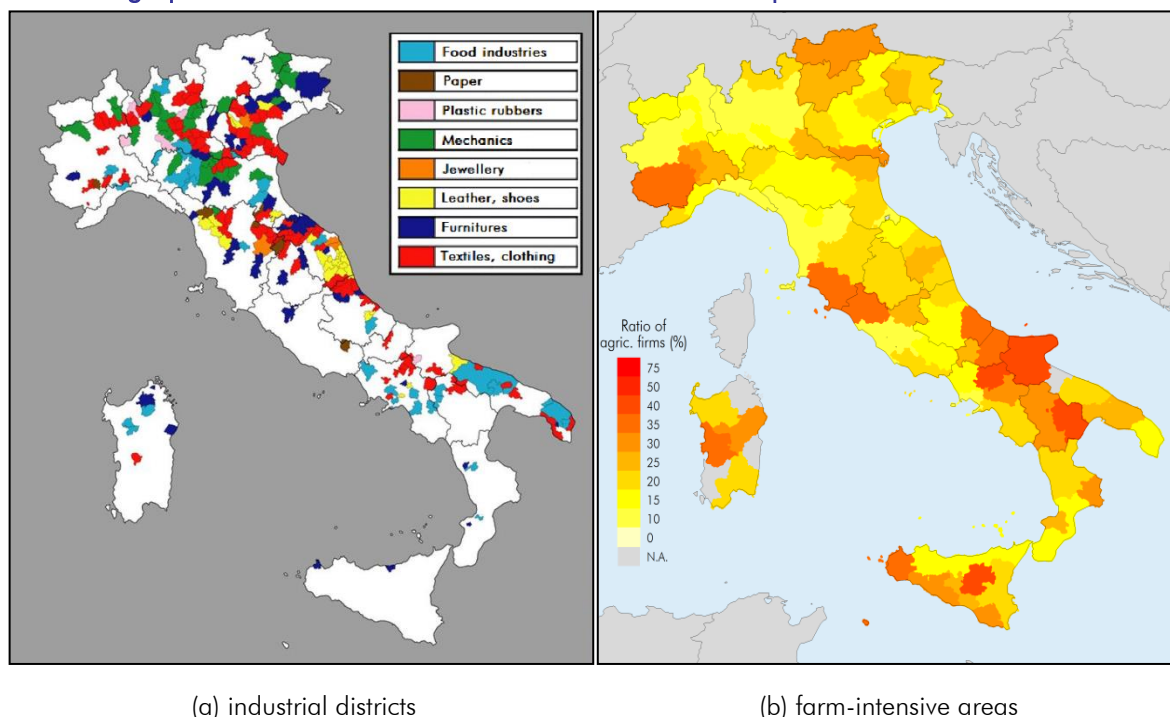 Food industries
Paper
Plastic rubbers
Mechanics
Jewellery
Leather, shoes
Furnitures
Textiles, clothing
Ratio of
agric. firms (%)
75
50
40
35
30
25
20
15
10
0
N.A.
(a) industrial districts
(b) farm-intensive areas